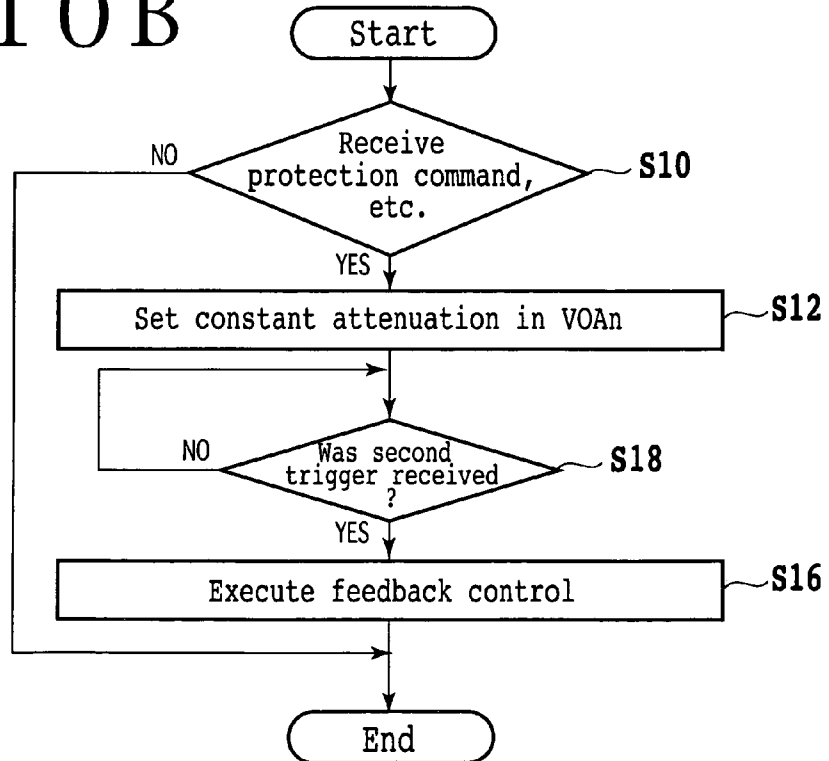 10B
Start
Receive
protection command,
etc.
NO
S10
YES
Set constant attenuation in VOAn
S12
Was second
trigger received
?
NO
S18
YES
Execute feedback control
S16
End